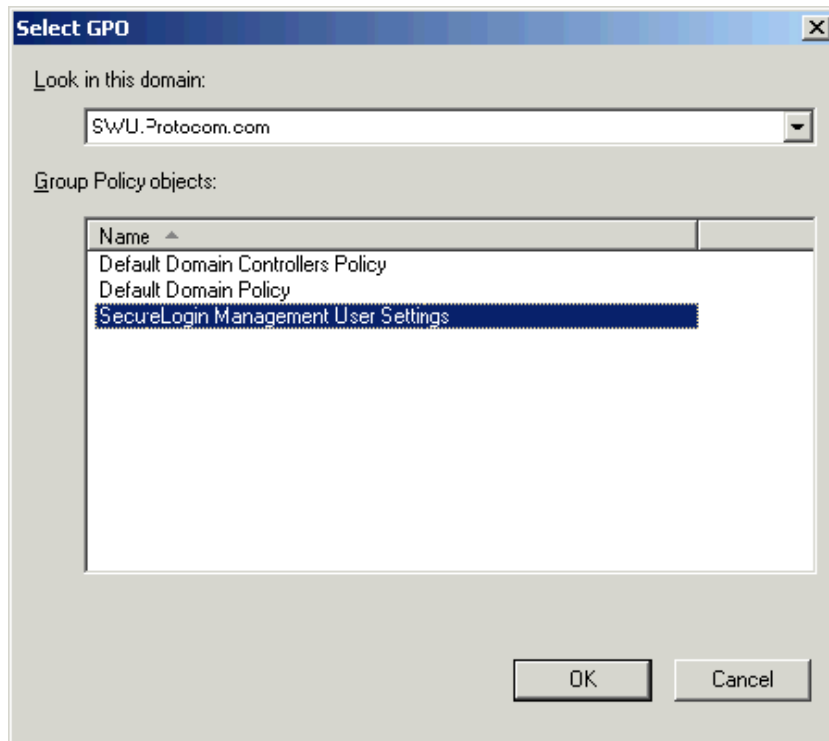 Select GPO
Look in this domain:
SWU.Protocom.com
Group Policy objects:
Name
Default Domain Controllers Policy
Default Domain Policy
SecureLogin Management User Settings
OK Cancel